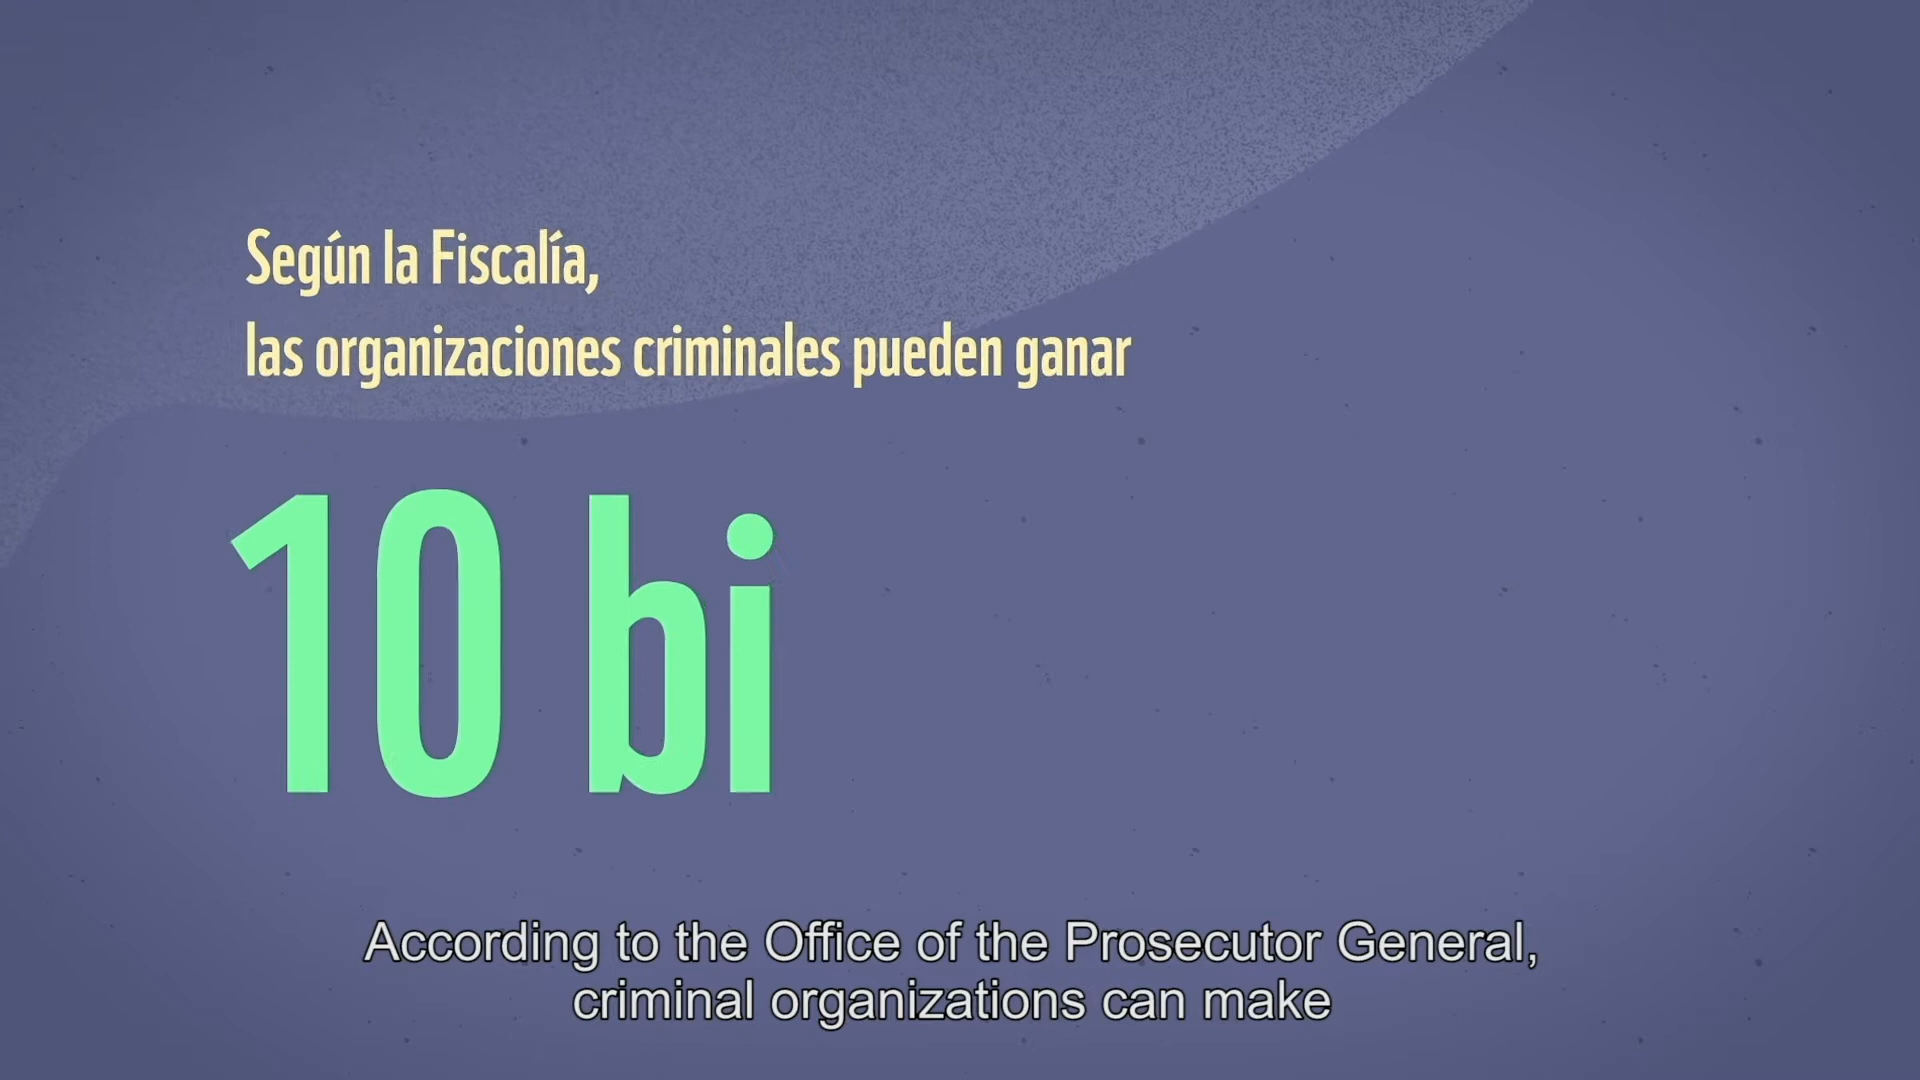 Según la Fiscalía,
las organizaciones criminales pueden ganar
10 bi
According to the Office of the Prosecutor General,
criminal organizations can make